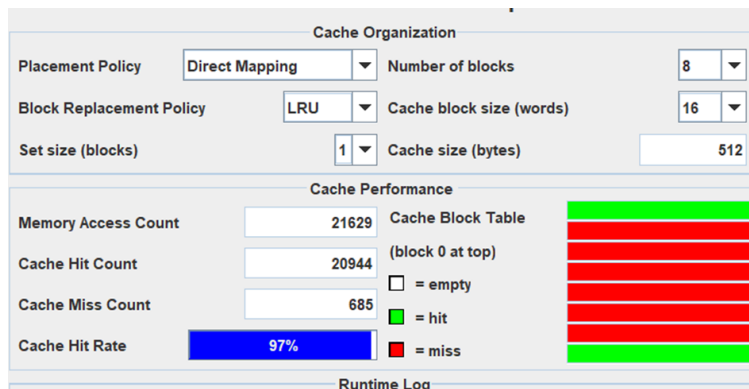 Cache Organization
Placement Policy Direct Mapping Number of blocks 8
Block Replacement Policy LRU Cache block size (words) 16
Set size (blocks) 1 Cache size (bytes) 512
Cache Performance
Memory Access Count 21629 Cache Block Table
(block 0 at top)
Cache Hit Count 20944
= empty
Cache Miss Count 685
= hit
Cache Hit Rate 97%
= miss
Runtime Log